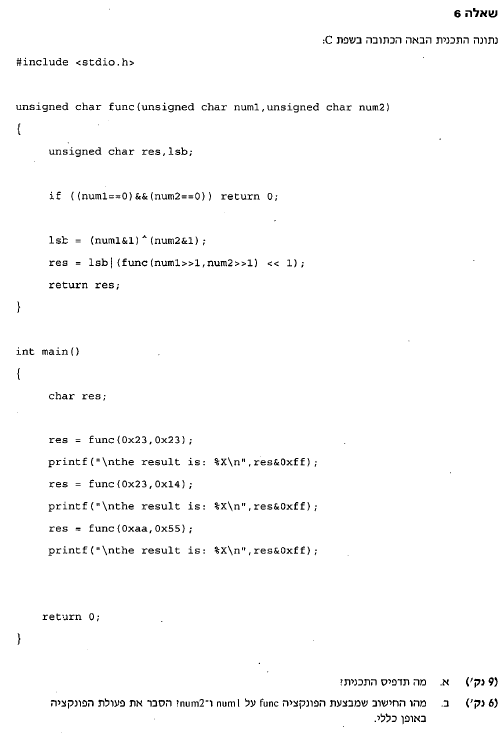 שאלה 6
נתונה התכנית הבאה הכתובה בשפת C:
#include <stdio.h>
unsigned char func(unsigned char num1,unsigned char num2)
{
unsigned char res,lsb;
if ((num1==0)&&(num2==0)) return 0;
lsb = (num1&1)^(num2&1);
res = lsb|(func(num1>>1,num2>>1) << 1);
return res;
}
int main()
{
char res;
res = func(0x23,0x23);
printf("\nthe result is: %X\n",res&0xff);
res = func(0x23,0x14);
printf("\nthe result is: %X\n",res&0xff);
res = func(0xaa,0x55);
printf("\nthe result is: %X\n",res&0xff);
return 0;
}
(9 נק') א. מה תדפיס התכנית?
(6 נק') ב. מהו החישוב שמבצעת הפונקציה func על num1 ו־num2? הסבר את פעולת הפונקציה
באופן כללי.